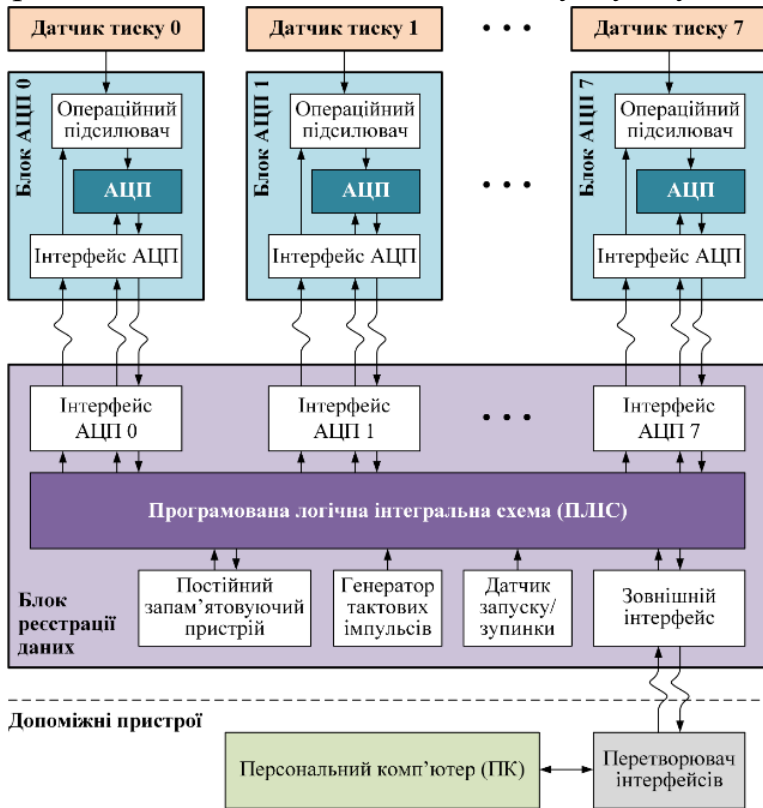 Датчик тиску 0
Датчик тиску 1
Датчик тиску 7
Блок АЦП 0
Операційний
підсилювач
АЦП
Інтерфейс АЦП
Блок АЦП 1
Операційний
підсилювач
АЦП
Інтерфейс АЦП
Блок АЦП 7
Операційний
підсилювач
АЦП
Інтерфейс АЦП
Інтерфейс
АЦП 0
Інтерфейс
АЦП 1
Інтерфейс
АЦП 7
Програмована логічна інтегральна схема (ПЛІС)
Блок
реєстрації
даних
Постійний
запам’ятовуючий
пристрій
Генератор
тактових
імпульсів
Датчик
запуску/
зупинки
Зовнішній
інтерфейс
Допоміжні пристрої
Персональний комп’ютер (ПК)
Перетворювач
інтерфейсів